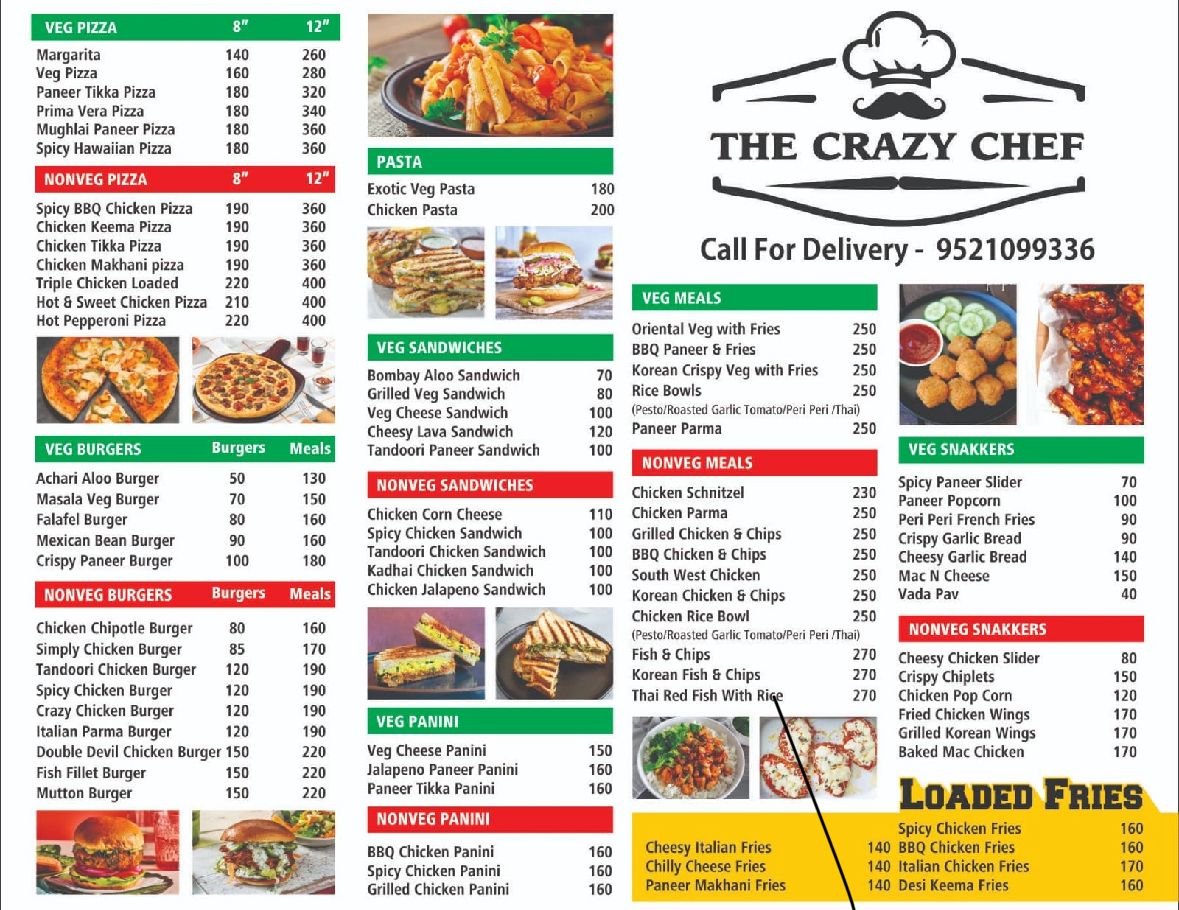 VEG PIZZA 8" 12"
Margarita 140 260
Veg Pizza 160 280
Paneer Tikka Pizza 180 320
Prima Vera Pizza 180 340
Mughlai Paneer Pizza 180 360
Spicy Hawaiian Pizza 180 360
NONVEG PIZZA 8" 12"
Spicy BBQ Chicken Pizza 190 360
Chicken Keema Pizza 190 360
Chicken Tikka Pizza 190 360
Chicken Makhani pizza 190 360
Triple Chicken Loaded 220 400
Hot & Sweet Chicken Pizza 210 400
Hot Pepperoni Pizza 220 400
VEG BURGERS Burgers Meals
Achari Aloo Burger 50 130
Masala Veg Burger 70 150
Falafel Burger 80 160
Mexican Bean Burger 90 160
Crispy Paneer Burger 100 180
NONVEG BURGERS Burgers Meals
Chicken Chipotle Burger 80 160
Simply Chicken Burger 85 170
Tandoori Chicken Burger 120 190
Spicy Chicken Burger 120 190
Crazy Chicken Burger 120 190
Italian Parma Burger 120 190
Double Devil Chicken Burger 150 220
Fish Fillet Burger 150 220
Mutton Burger 150 220
PASTA
Exotic Veg Pasta 180
Chicken Pasta 200
VEG SANDWICHES
Bombay Aloo Sandwich 70
Grilled Veg Sandwich 80
Veg Cheese Sandwich 100
Cheesy Lava Sandwich 120
Tandoori Paneer Sandwich 100
NONVEG SANDWICHES
Chicken Corn Cheese 110
Spicy Chicken Sandwich 100
Tandoori Chicken Sandwich 100
Kadhai Chicken Sandwich 100
Chicken Jalapeno Sandwich 100
VEG PANINI
Veg Cheese Panini 150
Jalapeno Paneer Panini 160
Paneer Tikka Panini 160
NONVEG PANINI
BBQ Chicken Panini 160
Spicy Chicken Panini 160
Grilled Chicken Panini 160
THE CRAZY CHEF
Call For Delivery - 9521099336
VEG MEALS
Oriental Veg with Fries 250
BBQ Paneer & Fries 250
Korean Crispy Veg with Fries 250
Rice Bowls 250
(Pesto/Roasted Garlic Tomato/Peri Peri /Thai)
Paneer Parma 250
NONVEG MEALS
Chicken Schnitzel 230
Chicken Parma 250
Grilled Chicken & Chips 250
BBQ Chicken & Chips 250
South West Chicken 250
Korean Chicken & Chips 250
Chicken Rice Bowl 250
(Pesto/Roasted Garlic Tomato/Peri Peri /Thai)
Fish & Chips 270
Korean Fish & Chips 270
Thai Red Fish With Rice 270
VEG SNAKKERS
Spicy Paneer Slider 70
Paneer Popcorn 100
Peri Peri French Fries 90
Crispy Garlic Bread 90
Cheesy Garlic Bread 140
Mac N Cheese 150
Vada Pav 40
NONVEG SNAKKERS
Cheesy Chicken Slider 80
Crispy Chiplets 150
Chicken Pop Corn 120
Fried Chicken Wings 170
Grilled Korean Wings 170
Baked Mac Chicken 170
LOADED FRIES
Cheesy Italian Fries 140
Chilly Cheese Fries 140
Paneer Makhani Fries 140
Spicy Chicken Fries 160
BBQ Chicken Fries 160
Italian Chicken Fries 170
Desi Keema Fries 160